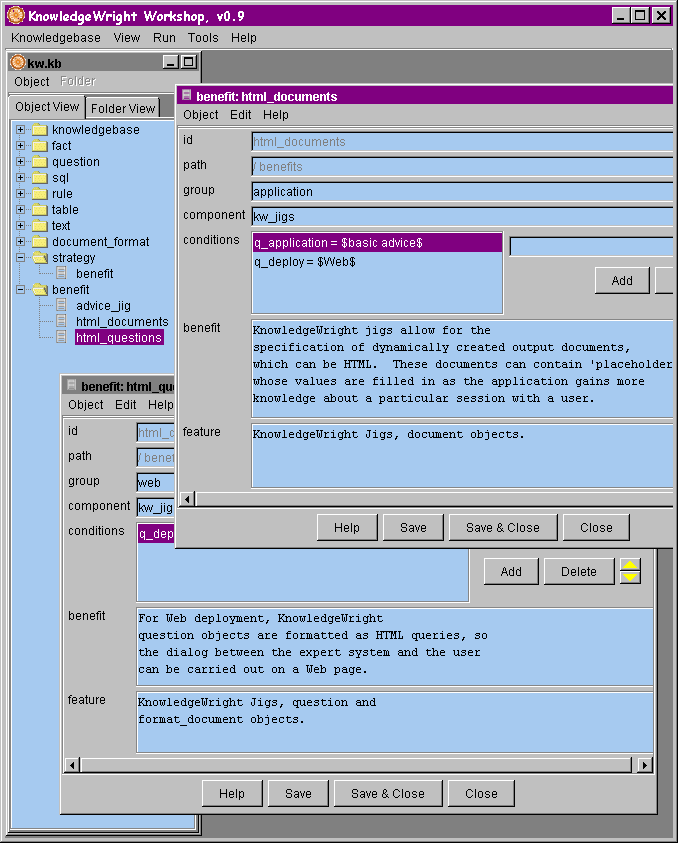 KnowledgeWright Workshop, v0.9
Knowledgebase View Run Tools Help
kw.kb
Object Folder
Object View Folder View
knowledgebase
fact
question
sql
rule
table
text
document_format
strategy
benefit
benefit
advice_jig
html_documents
html_questions
benefit: html_documents
Object Edit Help
id html_documents
path / benefits
group application
component kw_jigs
conditions q_application = $basic advice$
q_deploy = $Web$
Add
benefit KnowledgeWright jigs allow for the
specification of dynamically created output documents,
which can be HTML. These documents can contain 'placeholder
whose values are filled in as the application gains more
knowledge about a particular session with a user.
feature KnowledgeWright Jigs, document objects.
Help Save Save & Close Close
benefit: html_que
Object Edit Help
id html_q
path / benef
group web
component kw_jig
conditions q_dep
Add Delete
benefit For Web deployment, KnowledgeWright
question objects are formatted as HTML queries, so
the dialog between the expert system and the user
can be carried out on a Web page.
feature KnowledgeWright Jigs, question and
format_document objects.
Help Save Save & Close Close